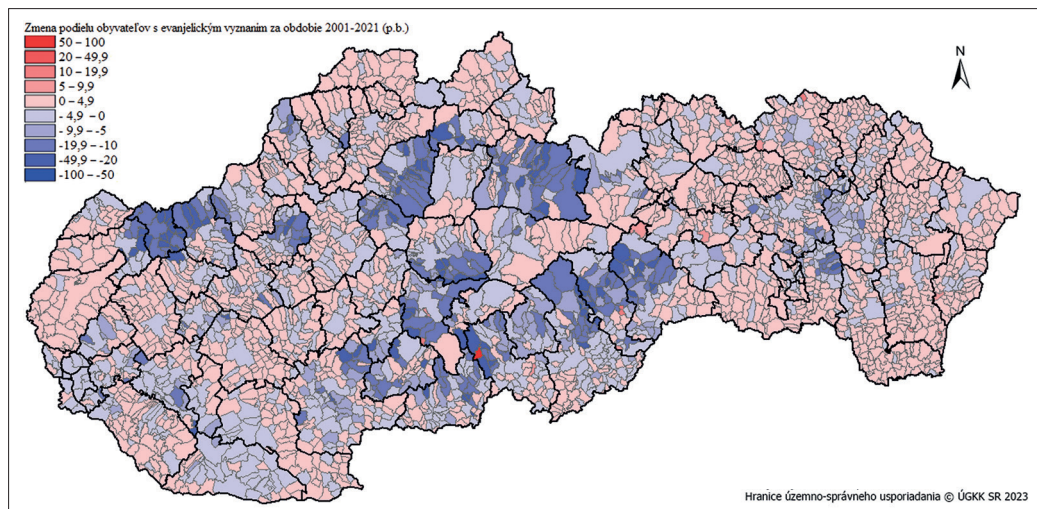 Zmena podielu obyvateľov s evanjelickým vyznaním za obdobie 2001-2021 (p.b.)
50 – 100
20 – 49,9
10 – 19,9
5 – 9,9
0 – 4,9
- 4,9 – 0
- 9,9 – -5
-19,9 – -10
-49,9 – -20
-100 – -50
N
Hranice územno-správneho usporiadania © ÚGKK SR 2023